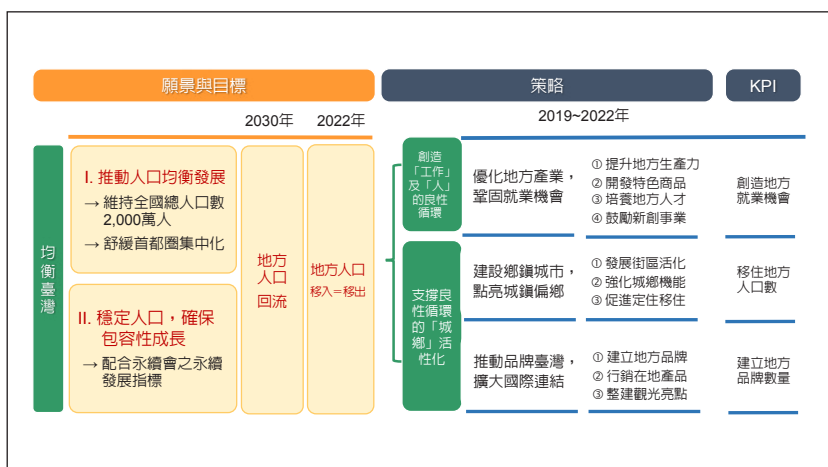 願景與目標
策略
KPI
2030年
2022年
2019~2022年
均衡臺灣
I. 推動人口均衡發展
→ 維持全國總人口數
2,000萬人
→ 舒緩首都圈集中化
II. 穩定人口，確保
包容性成長
→ 配合永續會之永續
發展指標
地方
人口
回流
地方人口
移入=移出
創造
「工作」
及「人」
的良性
循環
優化地方產業，
鞏固就業機會
① 提升地方生產力
② 開發特色商品
③ 培養地方人才
④ 鼓勵新創事業
創造地方
就業機會
支撐良
性循環
的「城
鄉」活
性化
建設鄉鎮城市，
點亮城鎮偏鄉
① 發展街區活化
② 強化城鄉機能
③ 促進定住移住
移住地方
人口數
推動品牌臺灣，
擴大國際連結
① 建立地方品牌
② 行銷在地產品
③ 整建觀光亮點
建立地方
品牌數量